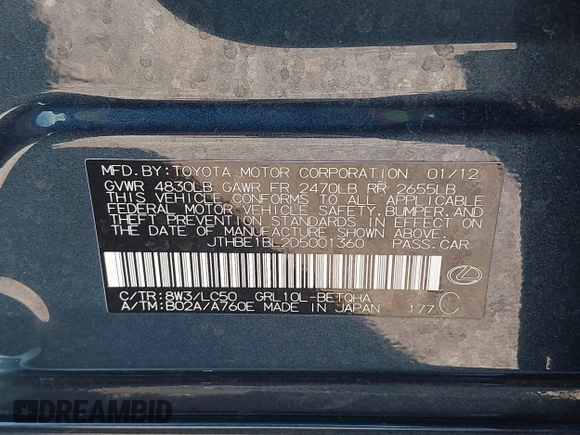 MFD. BY: TOYOTA MOTOR CORPORATION 01/12
GVWR 4830LB GAWR FR 2470LB RR 2655LB
THIS VEHICLE CONFORMS TO ALL APPLICABLE
FEDERAL MOTOR VEHICLE SAFETY, BUMPER, AND
THEFT PREVENTION STANDARDS IN EFFECT ON
THE DATE OF MANUFACTURE SHOWN ABOVE.
JTHBE1BL2D5001360 PASS. CAR
C/TR: 8W3/LC50 GRL10L-BETQHA
A/TM: B02A/A760E MADE IN JAPAN 177 C
DREAMBID